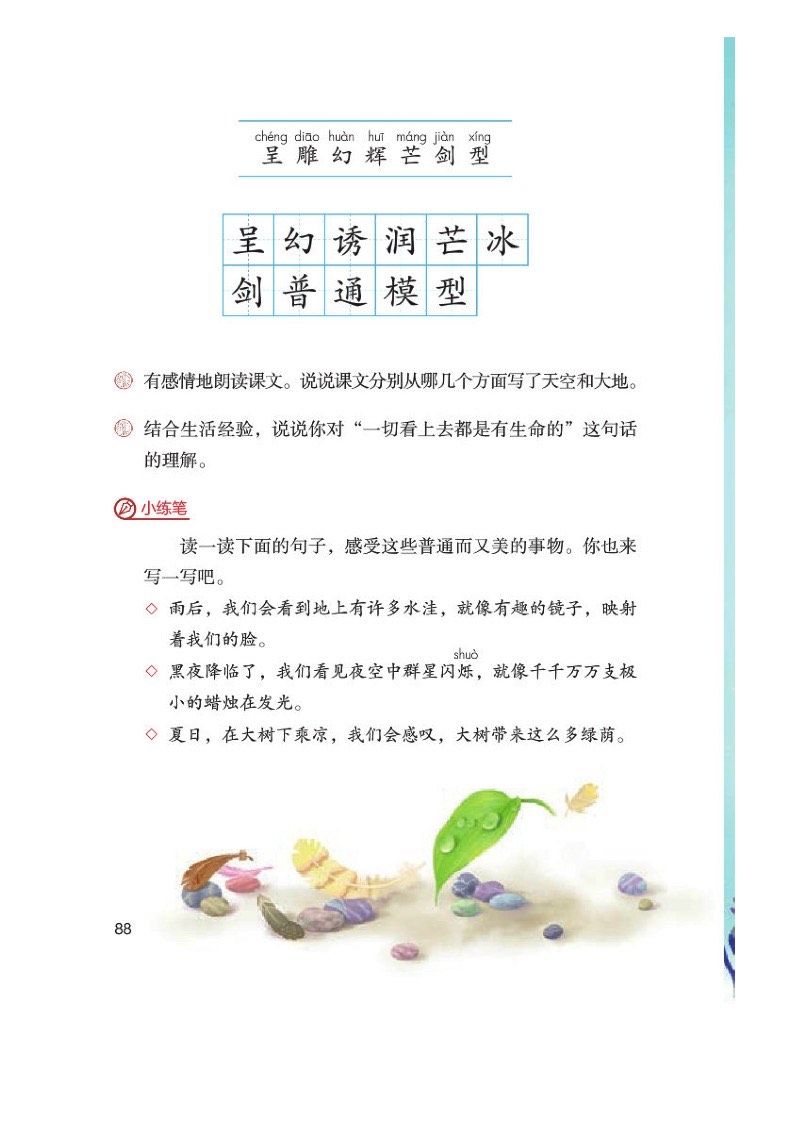 chéng diāo huàn huī máng jiàn xíng
呈 雕 幻 辉 芒 剑 型
呈 幻 诱 润 芒 冰
剑 普 通 模 型
有感情地朗读课文。说说课文分别从哪几个方面写了天空和大地。
结合生活经验，说说你对“一切看上去都是有生命的”这句话
的理解。
小练笔
读一读下面的句子，感受这些普通而又美的事物。你也来
写一写吧。
◇ 雨后，我们会看到地上有许多水洼，就像有趣的镜子，映射
着我们的脸。
shuò
◇ 黑夜降临了，我们看见夜空中群星闪烁，就像千千万万支极
小的蜡烛在发光。
◇ 夏日，在大树下乘凉，我们会感叹，大树带来这么多绿荫。
88